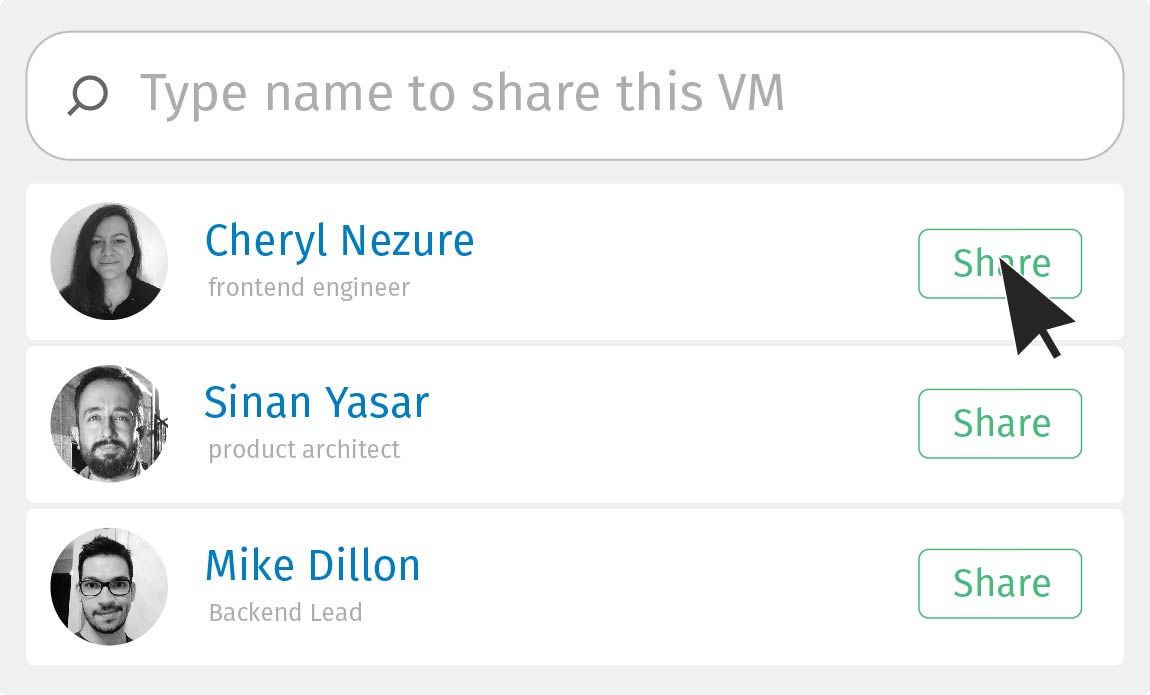 Type name to share this VM
Cheryl Nezure
frontend engineer
Share
Sinan Yasar
product architect
Share
Mike Dillon
Backend Lead
Share